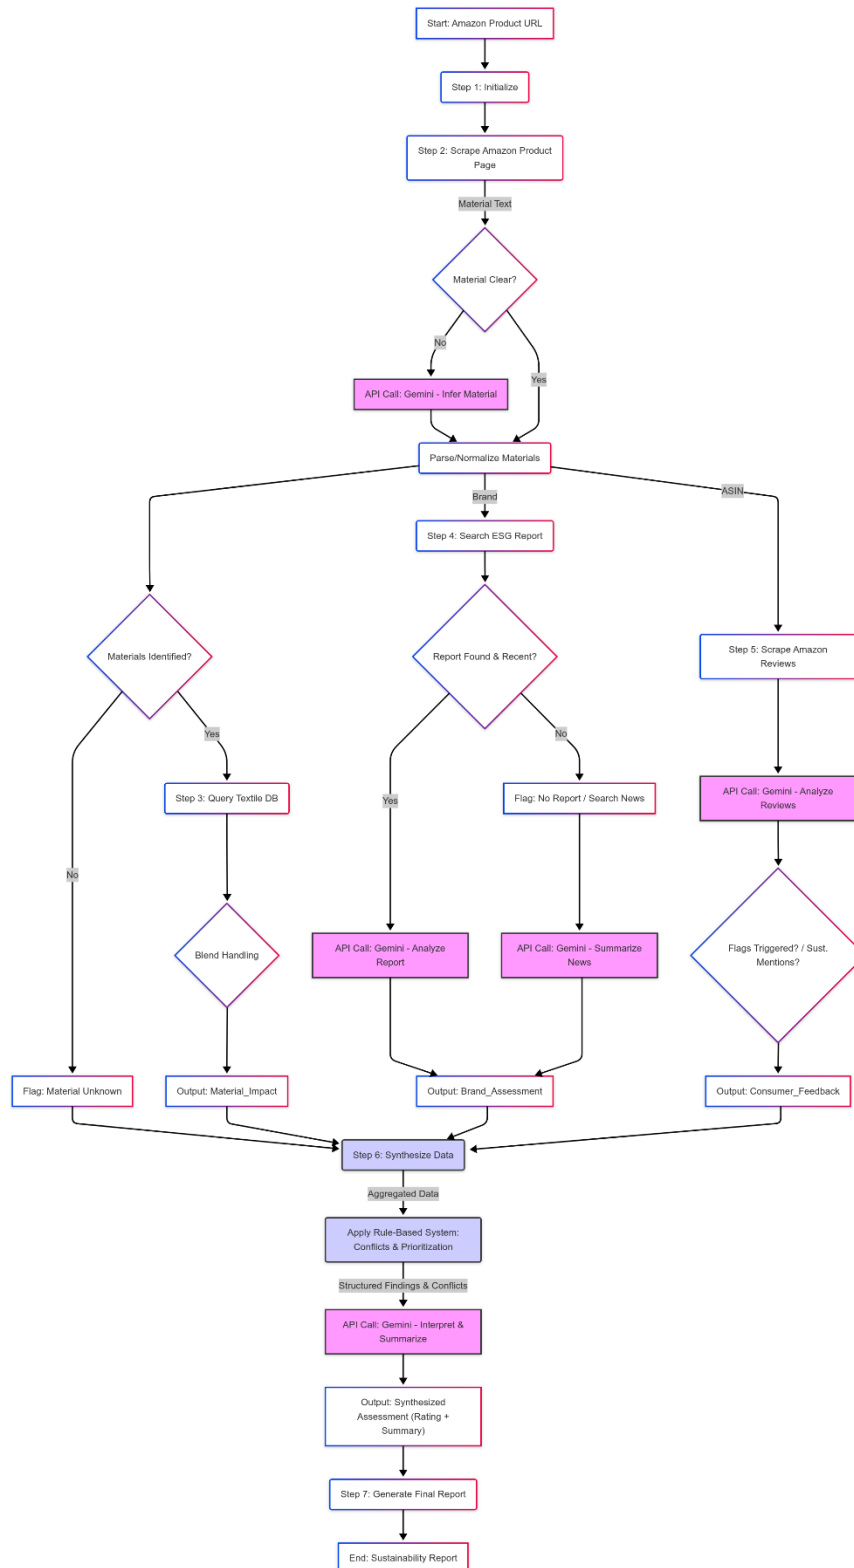 Start: Amazon Product URL
Step 1: Initialize
Step 2: Scrape Amazon Product
Page
Material Text
Material Clear?
No
Yes
API Call: Gemini - Infer Material
Parse/Normalize Materials
Brand
ASIN
Step 4: Search ESG Report
Materials Identified?
Report Found & Recent?
Step 5: Scrape Amazon
Reviews
Yes
No
Step 3: Query Textile DB
Yes
Flag: No Report / Search News
API Call: Gemini - Analyze
Reviews
No
Blend Handling
API Call: Gemini - Analyze
Report
API Call: Gemini - Summarize
News
Flags Triggered? / Sust.
Mentions?
Flag: Material Unknown
Output: Material_Impact
Output: Brand_Assessment
Output: Consumer_Feedback
Step 6: Synthesize Data
Aggregated Data
Apply Rule-Based System:
Conflicts & Prioritization
Structured Findings & Conflicts
API Call: Gemini - Interpret &
Summarize
Output: Synthesized
Assessment (Rating +
Summary)
Step 7: Generate Final Report
End: Sustainability Report